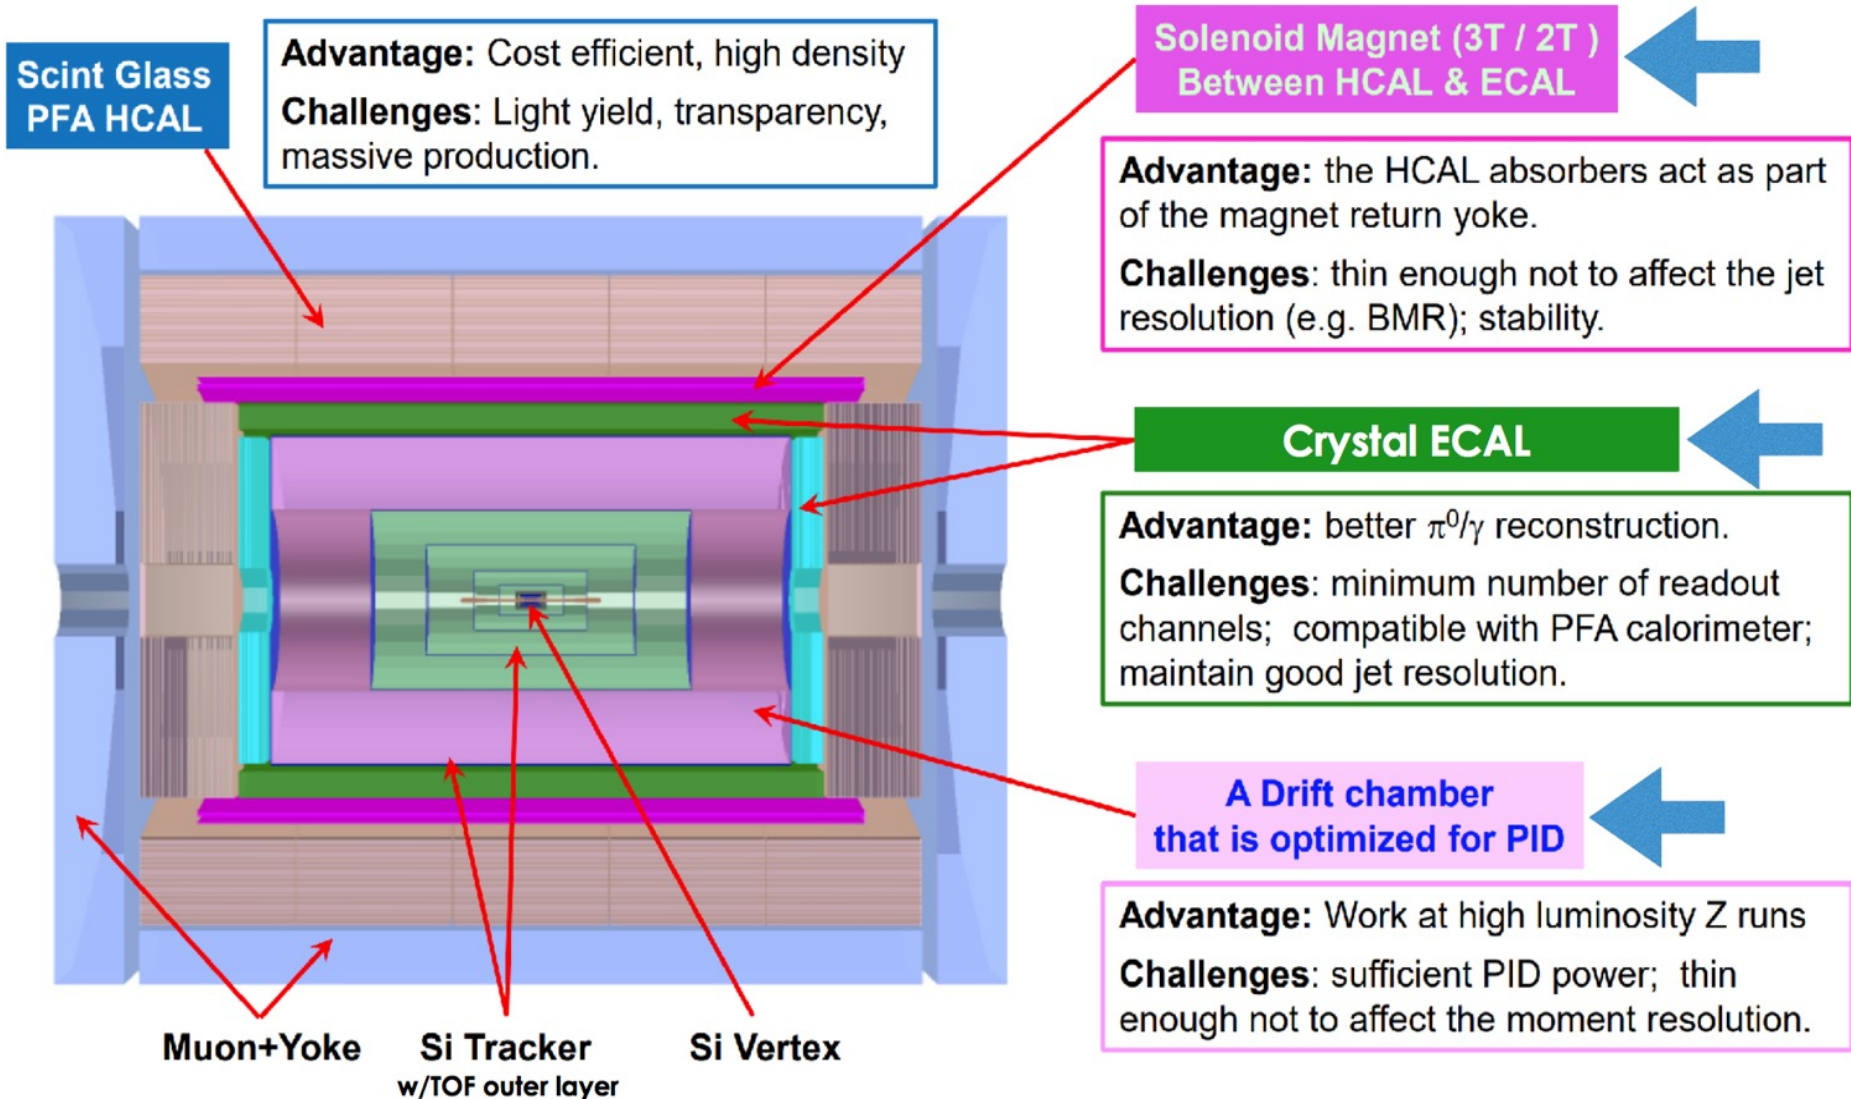 Scint Glass
PFA HCAL
Advantage: Cost efficient, high density
Challenges: Light yield, transparency,
massive production.
Solenoid Magnet (3T / 2T )
Between HCAL & ECAL
Advantage: the HCAL absorbers act as part
of the magnet return yoke.
Challenges: thin enough not to affect the jet
resolution (e.g. BMR); stability.
Crystal ECAL
Advantage: better π⁰/γ reconstruction.
Challenges: minimum number of readout
channels; compatible with PFA calorimeter;
maintain good jet resolution.
A Drift chamber
that is optimized for PID
Advantage: Work at high luminosity Z runs
Challenges: sufficient PID power; thin
enough not to affect the moment resolution.
Muon+Yoke
Si Tracker
w/TOF outer layer
Si Vertex